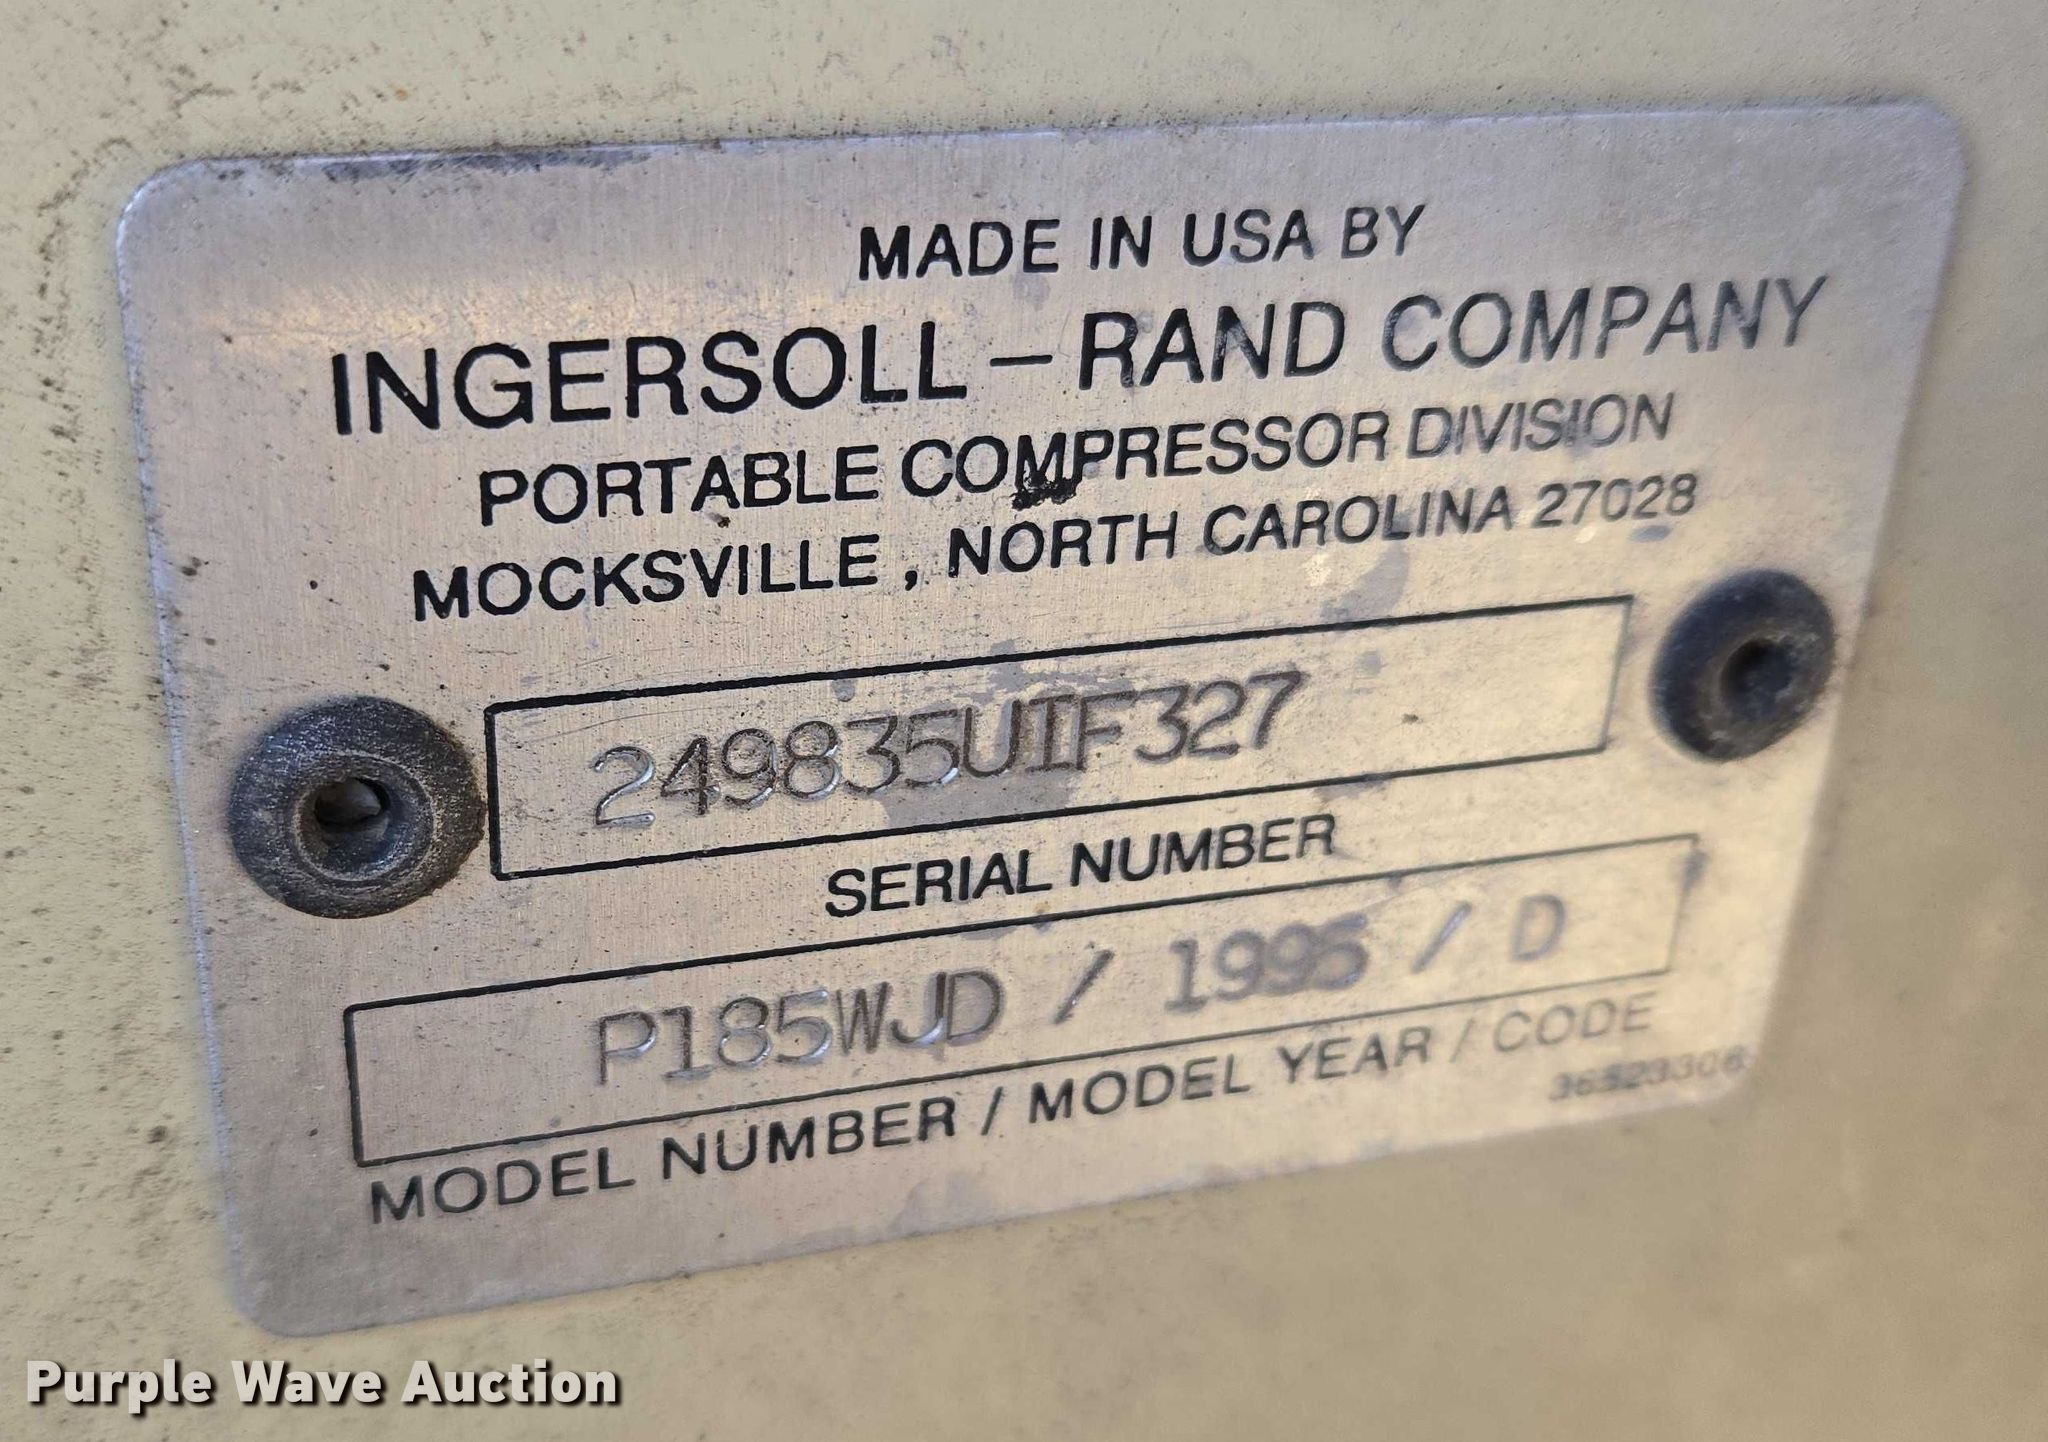 MADE IN USA BY
INGERSOLL – RAND COMPANY
PORTABLE COMPRESSOR DIVISION
MOCKSVILLE , NORTH CAROLINA 27028
249835UIF327
SERIAL NUMBER
P185WJD / 1995 / D
MODEL NUMBER / MODEL YEAR / CODE
Purple Wave Auction